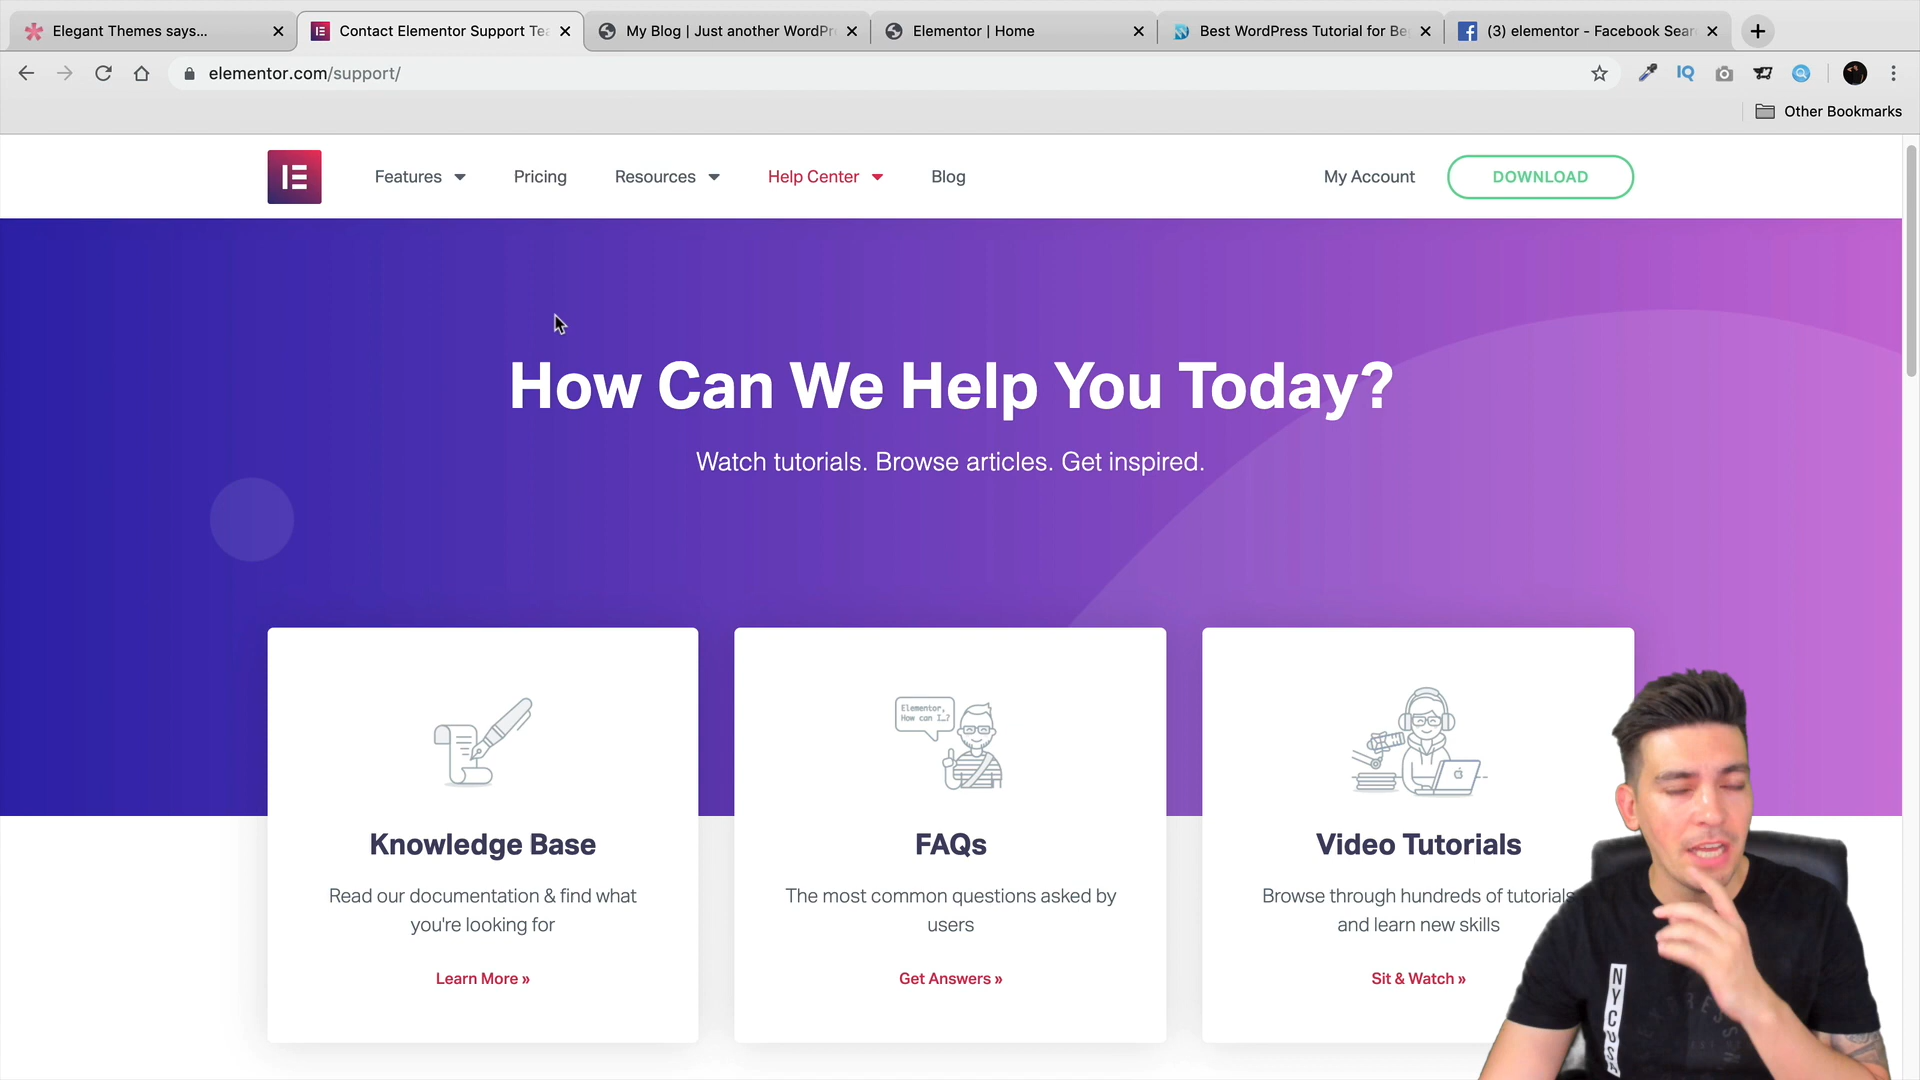 Elegant Themes says...
Contact Elementor Support Tea
My Blog | Just another WordPr
Elementor | Home
Best WordPress Tutorial for Be
(3) elementor - Facebook Sear
elementor.com/support/
IQ
Other Bookmarks
Features
Pricing
Resources
Help Center
Blog
My Account
DOWNLOAD
How Can We Help You Today?
Watch tutorials. Browse articles. Get inspired.
Elementor,
How can I…?
Knowledge Base
Read our documentation & find what
you're looking for
Learn More »
FAQs
The most common questions asked by
users
Get Answers »
Video Tutorials
Browse through hundreds of tutorials
and learn new skills
Sit & Watch »